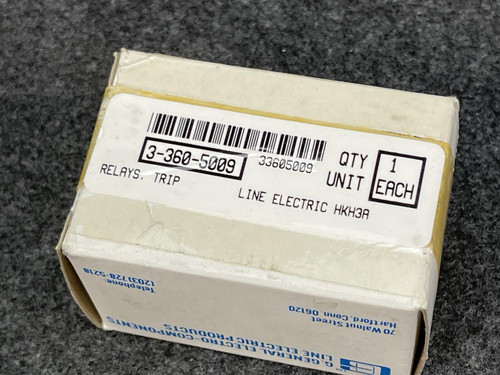 3-360-5009
33605009
QTY
UNIT
1
EACH
RELAYS. TRIP
LINE ELECTRIC HKH3A
Telephone:
(203) 728-5218
70 Walnut Street
Hartford, Conn 06120
G GENERAL ELECTRO-COMPONENTS
LINE ELECTRIC PRODUCTS